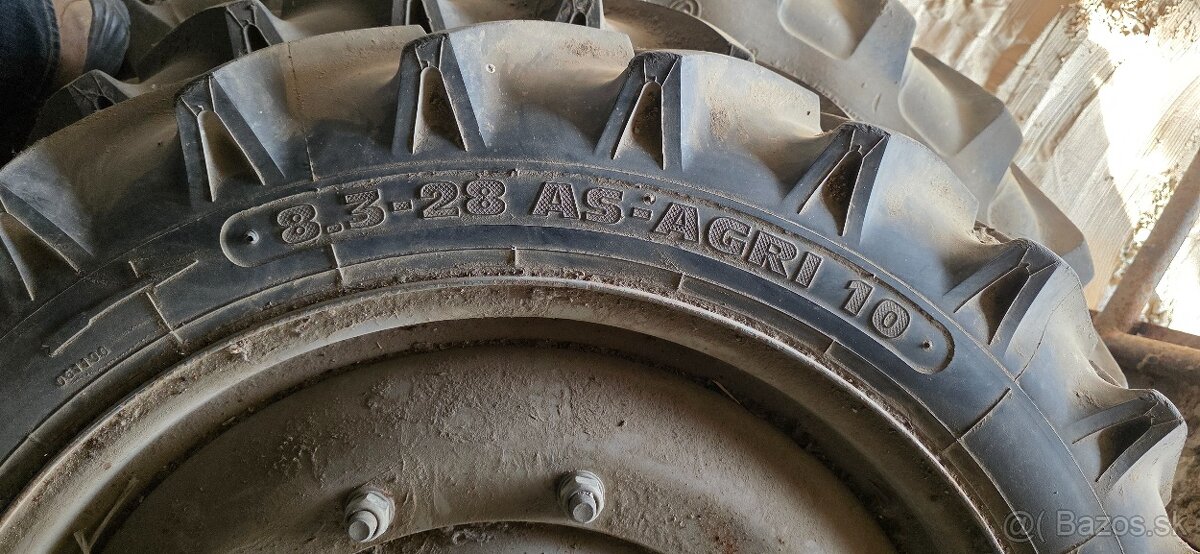 8.3-28 AS-AGRI 10
@( Bazos.sk